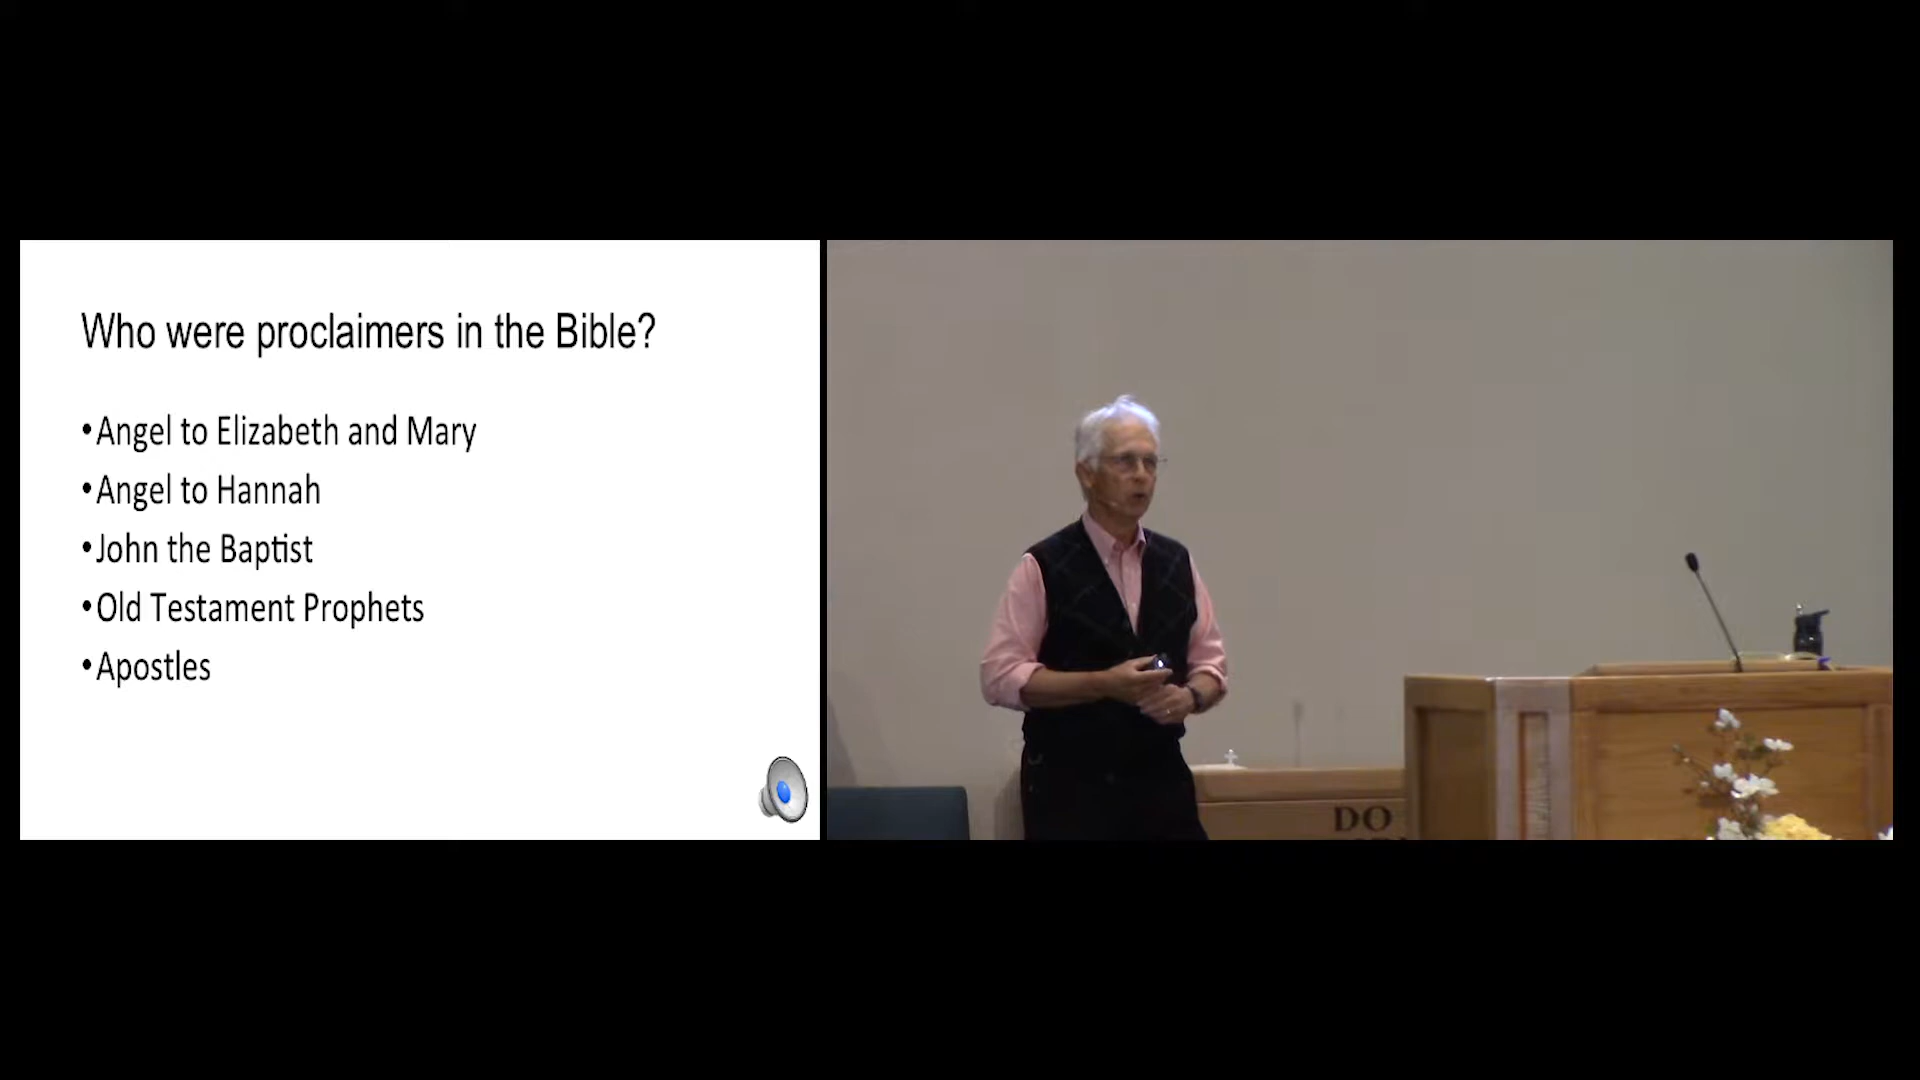 Who were proclaimers in the Bible?
•Angel to Elizabeth and Mary
•Angel to Hannah
•John the Baptist
•Old Testament Prophets
•Apostles
DO